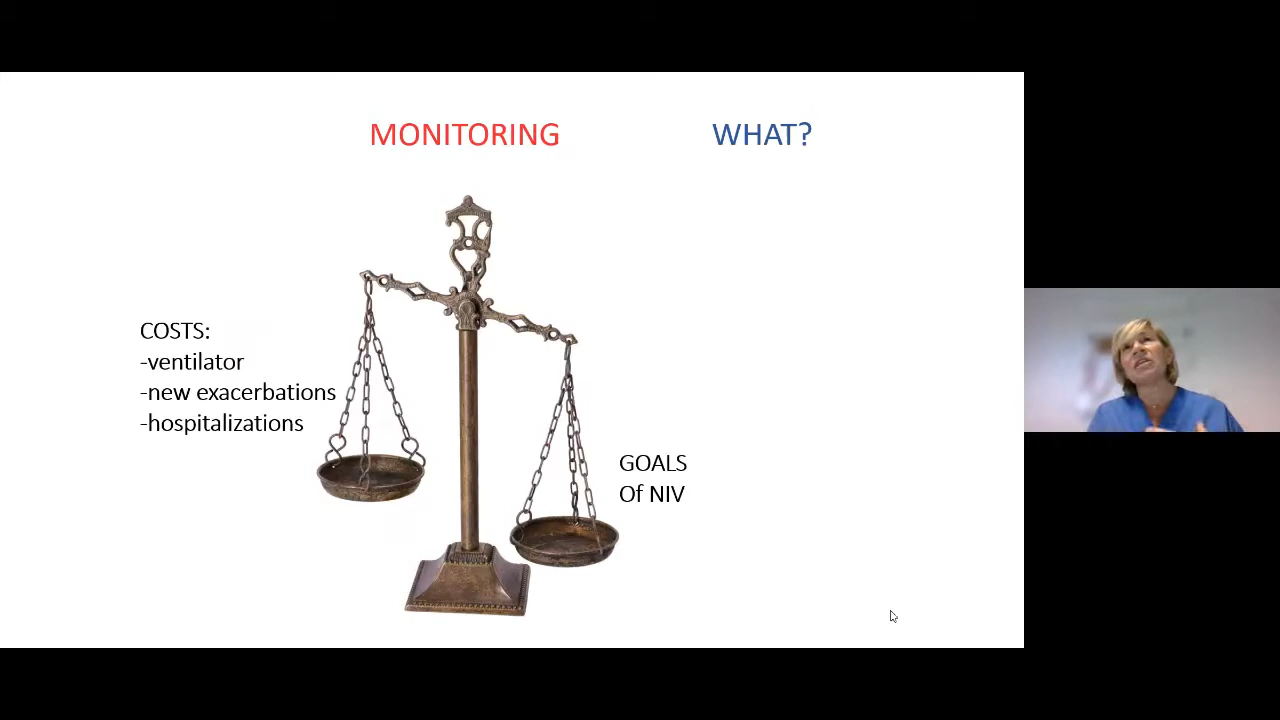 MONITORING WHAT?
COSTS:
-ventilator
-new exacerbations
-hospitalizations
GOALS
Of NIV